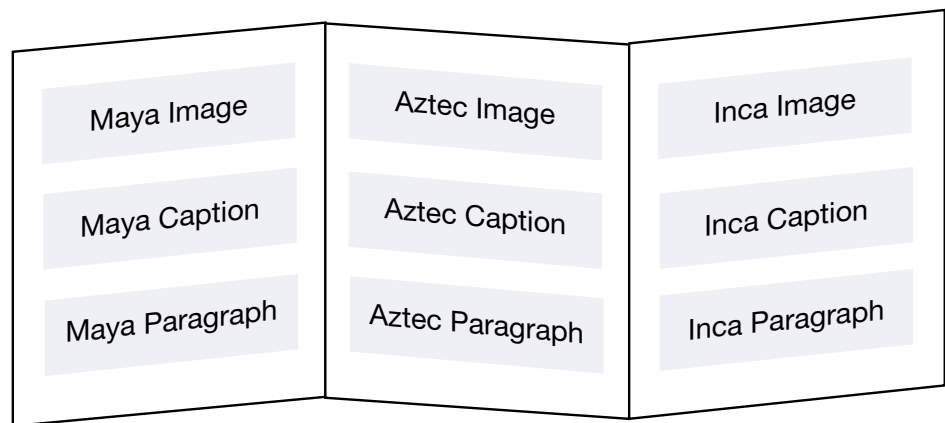 Maya Image
Maya Caption
Maya Paragraph
Aztec Image
Aztec Caption
Aztec Paragraph
Inca Image
Inca Caption
Inca Paragraph